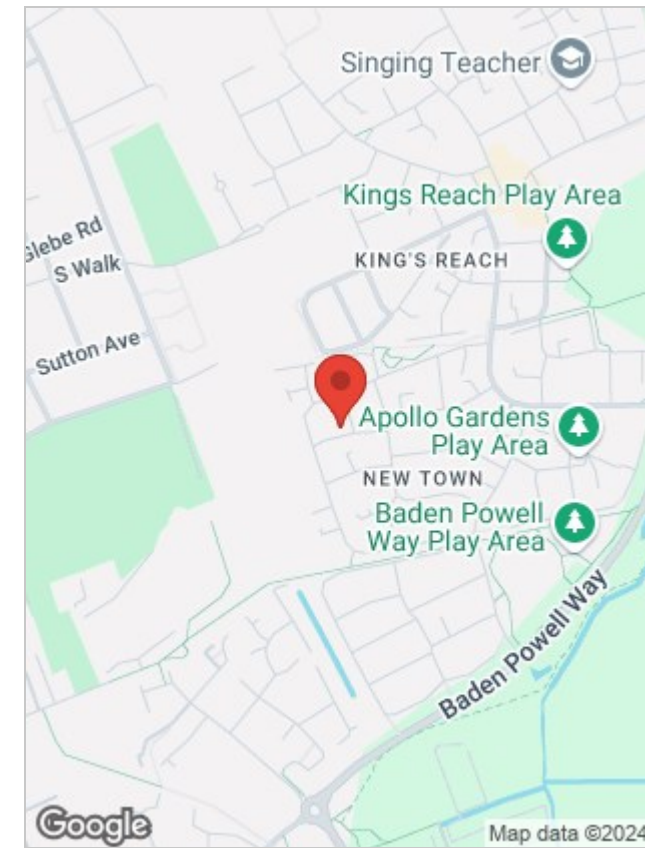 Singing Teacher
Kings Reach Play Area
Glebe Rd
S Walk
KING'S REACH
Sutton Ave
Apollo Gardens
Play Area
NEW TOWN
Baden Powell
Way Play Area
Baden Powell Way
Google
Map data ©2024